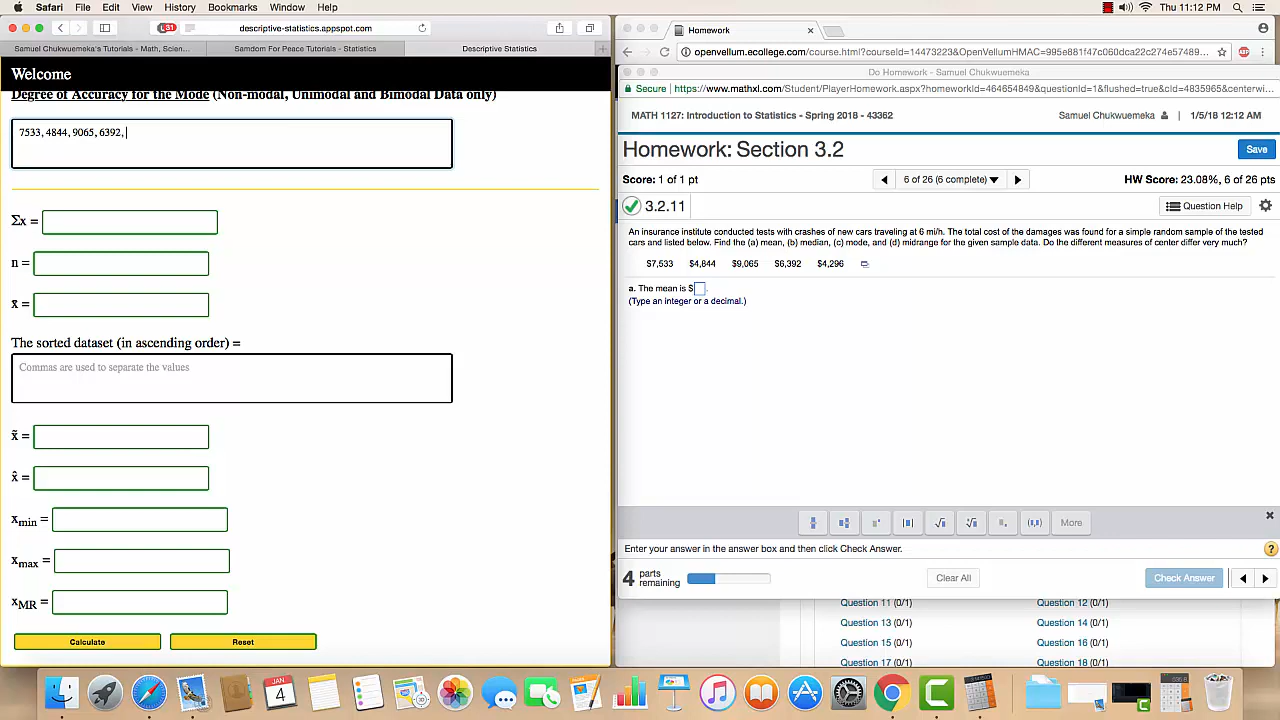 Safari File Edit View History Bookmarks Window Help
Thu 11:12 PM
descriptive-statistics.appspot.com
Samuel Chukwuemeka's Tutorials - Math, Scien...
Samdom For Peace Tutorials - Statistics
Descriptive Statistics
Welcome
Degree of Accuracy for the Mode (Non-modal, Unimodal and Bimodal Data only)
7533, 4844, 9065, 6392,
Σx =
n =
x̄ =
The sorted dataset (in ascending order) =
Commas are used to separate the values
x̃ =
x̂ =
xmin =
xmax =
xMR =
Calculate
Reset
Homework
openvellum.ecollege.com/course.html?courseId=14473223&OpenVellumHMAC=995e881f47c060dca22c274e57489...
Do Homework - Samuel Chukwuemeka
Secure https://www.mathxl.com/Student/PlayerHomework.aspx?homeworkId=464654849&questionId=1&flushed=true&cId=4835965&centerwi...
MATH 1127: Introduction to Statistics - Spring 2018 - 43362
Samuel Chukwuemeka | 1/5/18 12:12 AM
Homework: Section 3.2
Save
Score: 1 of 1 pt
6 of 26 (6 complete)
HW Score: 23.08%, 6 of 26 pts
3.2.11
Question Help
An insurance institute conducted tests with crashes of new cars traveling at 6 mi/h. The total cost of the damages was found for a simple random sample of the tested
cars and listed below. Find the (a) mean, (b) median, (c) mode, and (d) midrange for the given sample data. Do the different measures of center differ very much?
$7,533 $4,844 $9,065 $6,392 $4,296
a. The mean is $ .
(Type an integer or a decimal.)
More
Enter your answer in the answer box and then click Check Answer.
?
4 parts
remaining
Clear All
Check Answer
Question 11 (0/1)
Question 12 (0/1)
Question 13 (0/1)
Question 14 (0/1)
Question 15 (0/1)
Question 16 (0/1)
Question 17 (0/1)
Question 18 (0/1)
JAN
4